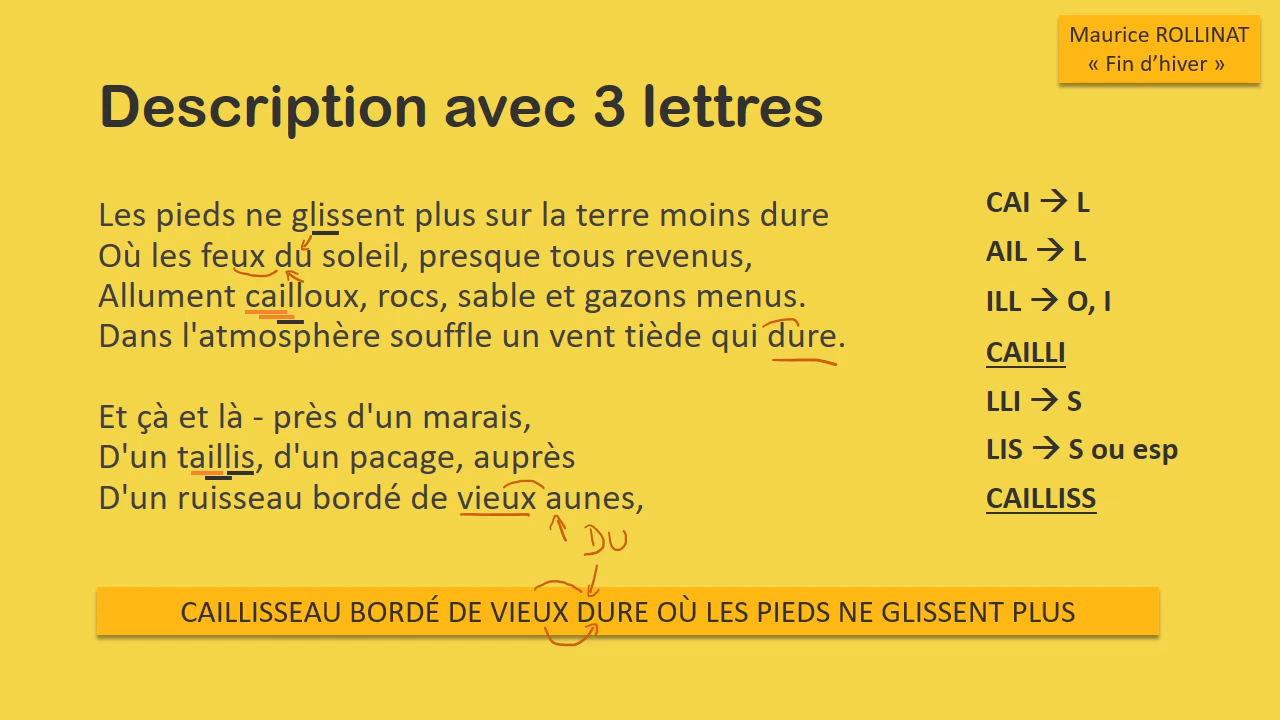 Maurice ROLLINAT
« Fin d’hiver »
Description avec 3 lettres
Les pieds ne glissent plus sur la terre moins dure
Où les feux du soleil, presque tous revenus,
Allument cailloux, rocs, sable et gazons menus.
Dans l'atmosphère souffle un vent tiède qui dure.
Et çà et là - près d'un marais,
D'un taillis, d'un pacage, auprès
D'un ruisseau bordé de vieux aunes,
DU
CAI → L
AIL → L
ILL → O, I
CAILLI
LLI → S
LIS → S ou esp
CAILLISS
CAILLISSEAU BORDÉ DE VIEUX DURE OÙ LES PIEDS NE GLISSENT PLUS